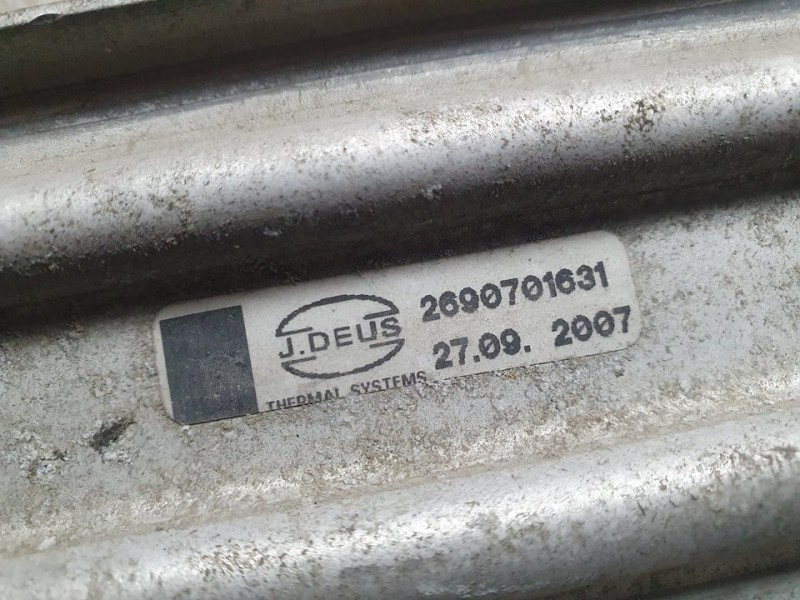 J.DEUS
THERMAL SYSTEMS
2690701631
27.09. 2007